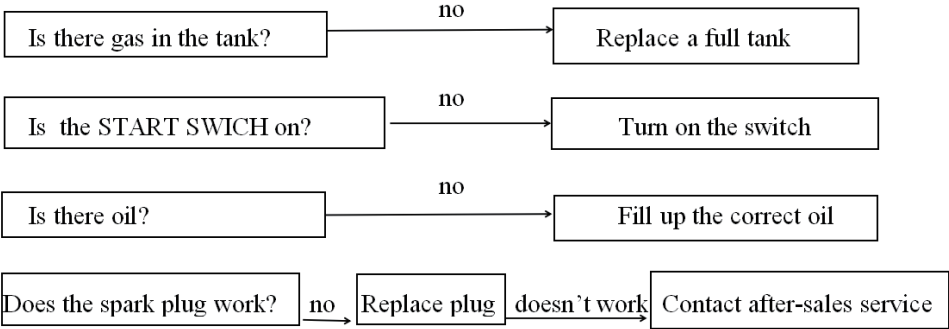 no
Is there gas in the tank?
Replace a full tank
no
Is the START SWICH on?
Turn on the switch
no
Is there oil?
Fill up the correct oil
Does the spark plug work?
no
Replace plug
doesn't work
Contact after-sales service